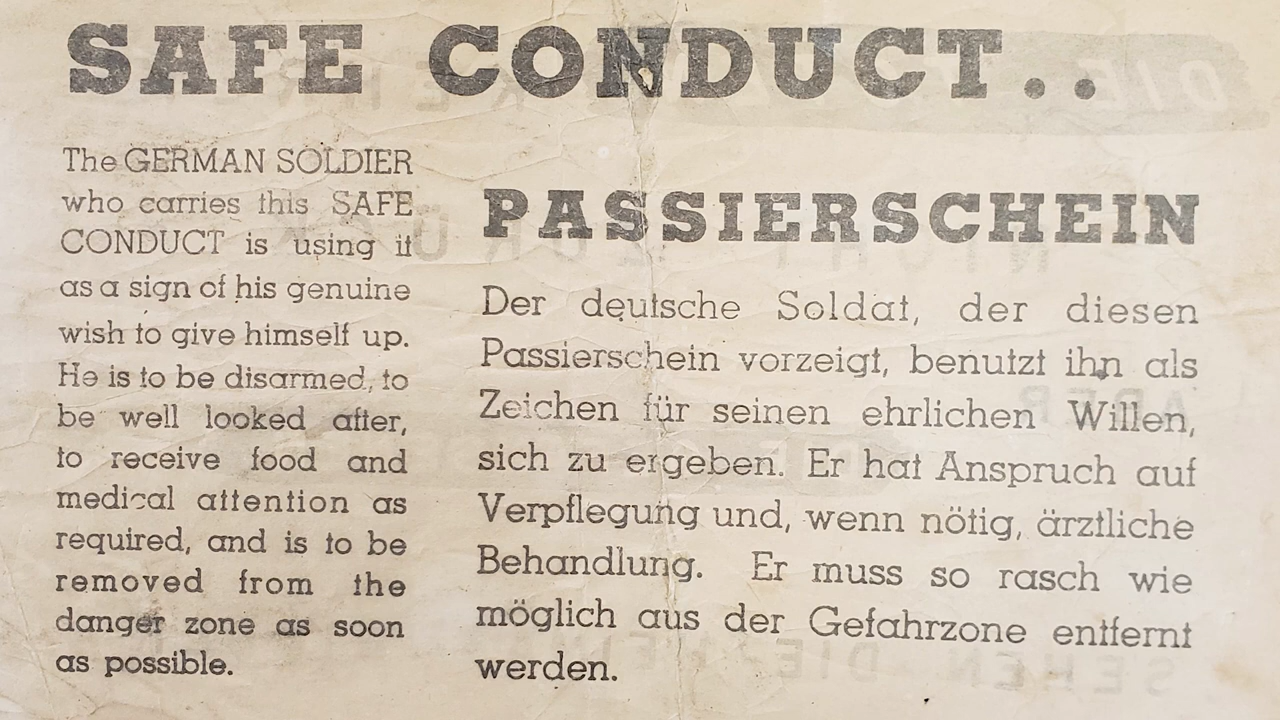 SAFE CONDUCT..
The GERMAN SOLDIER
who carries this SAFE
CONDUCT is using it
as a sign of his genuine
wish to give himself up.
He is to be disarmed, to
be well looked after,
to receive food and
medical attention as
required, and is to be
removed from the
danger zone as soon
as possible.
PASSIERSCHEIN
Der deutsche Soldat, der diesen
Passierschein vorzeigt, benutzt ihn als
Zeichen für seinen ehrlichen Willen,
sich zu ergeben. Er hat Anspruch auf
Verpflegung und, wenn nötig, ärztliche
Behandlung. Er muss so rasch wie
möglich aus der Gefahrzone entfernt
werden.